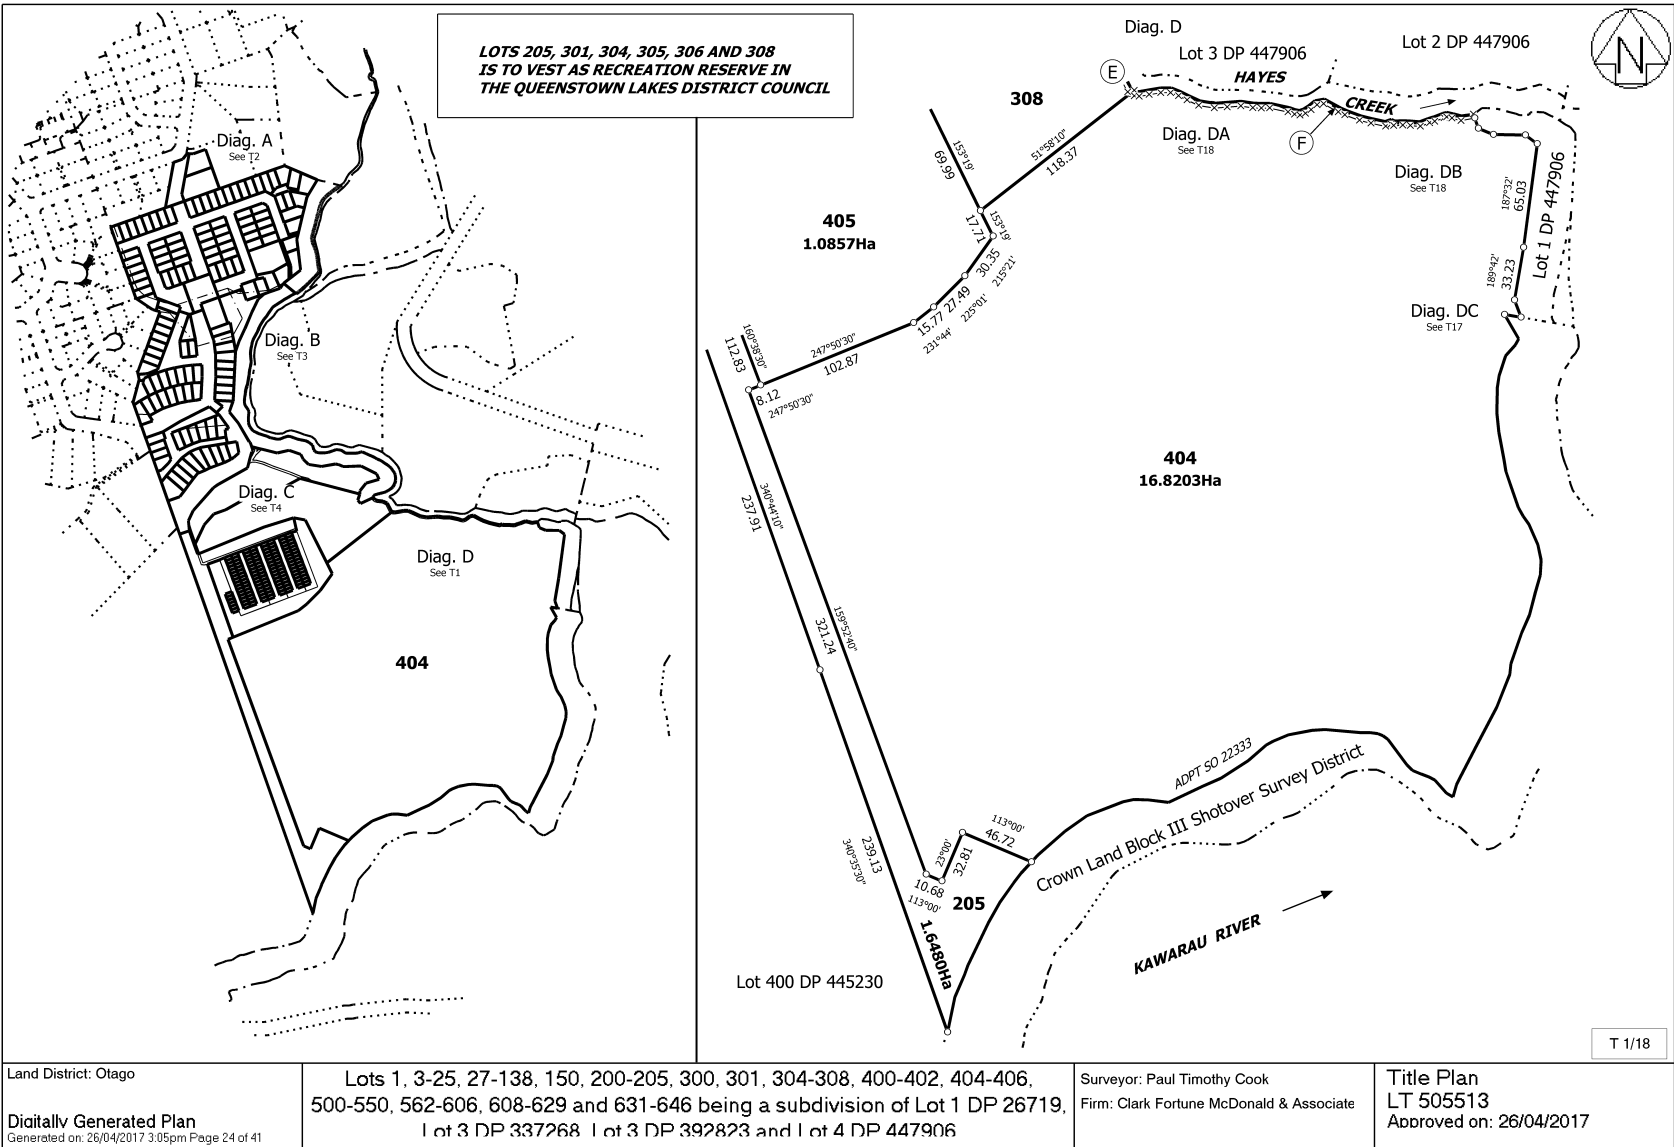 LOTS 205, 301, 304, 305, 306 AND 308
IS TO VEST AS RECREATION RESERVE IN
THE QUEENSTOWN LAKES DISTRICT COUNCIL
Diag. A
See T2
Diag. B
See T3
Diag. C
See T4
Diag. D
See T1
404
Diag. D
Lot 3 DP 447906
Lot 2 DP 447906
N
E
HAYES
CREEK
308
F
Diag. DA
See T18
Diag. DB
See T18
Lot 1 DP 447906
187°32'
65.03
189°42'
33.23
Diag. DC
See T17
153°19'
69.99
51°58'10"
118.37
405
1.0857Ha
153°19'
17.71
30.35
215°21'
27.49
225°01'
15.77
231°44'
247°50'30"
102.87
160°38'30"
112.83
8.12
247°50'30"
404
16.8203Ha
340°44'10"
237.91
159°52'40"
321.24
239.13
340°35'30"
ADPT SO 22333
Crown Land Block III Shotover Survey District
113°00'
46.72
23°00'
32.81
10.68
113°00'
205
1.6480Ha
KAWARAU RIVER
Lot 400 DP 445230
T 1/18
Land District: Otago
Digitally Generated Plan
Generated on: 26/04/2017 3:05pm Page 24 of 41
Lots 1, 3-25, 27-138, 150, 200-205, 300, 301, 304-308, 400-402, 404-406,
500-550, 562-606, 608-629 and 631-646 being a subdivision of Lot 1 DP 26719,
Lot 3 DP 337268, Lot 3 DP 392823 and Lot 4 DP 447906
Surveyor: Paul Timothy Cook
Firm: Clark Fortune McDonald & Associate
Title Plan
LT 505513
Approved on: 26/04/2017